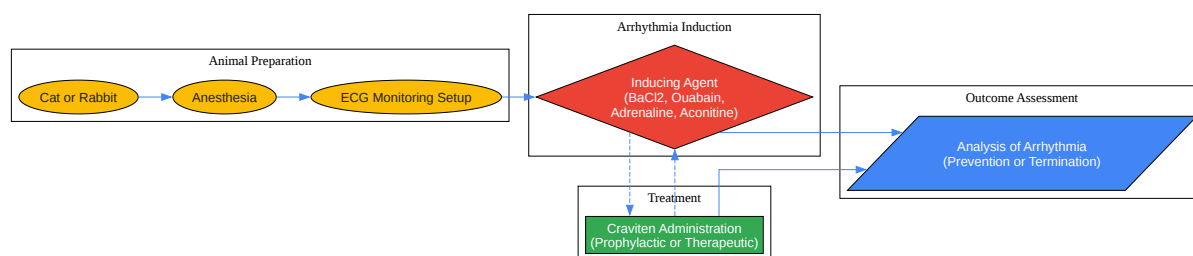 Animal Preparation
Cat or Rabbit
Anesthesia
ECG Monitoring Setup
Arrhythmia Induction
Inducing Agent
(BaCl2, Ouabain,
Adrenaline, Aconitine)
Treatment
Craviten Administration
(Prophylactic or Therapeutic)
Outcome Assessment
Analysis of Arrhythmia
(Prevention or Termination)